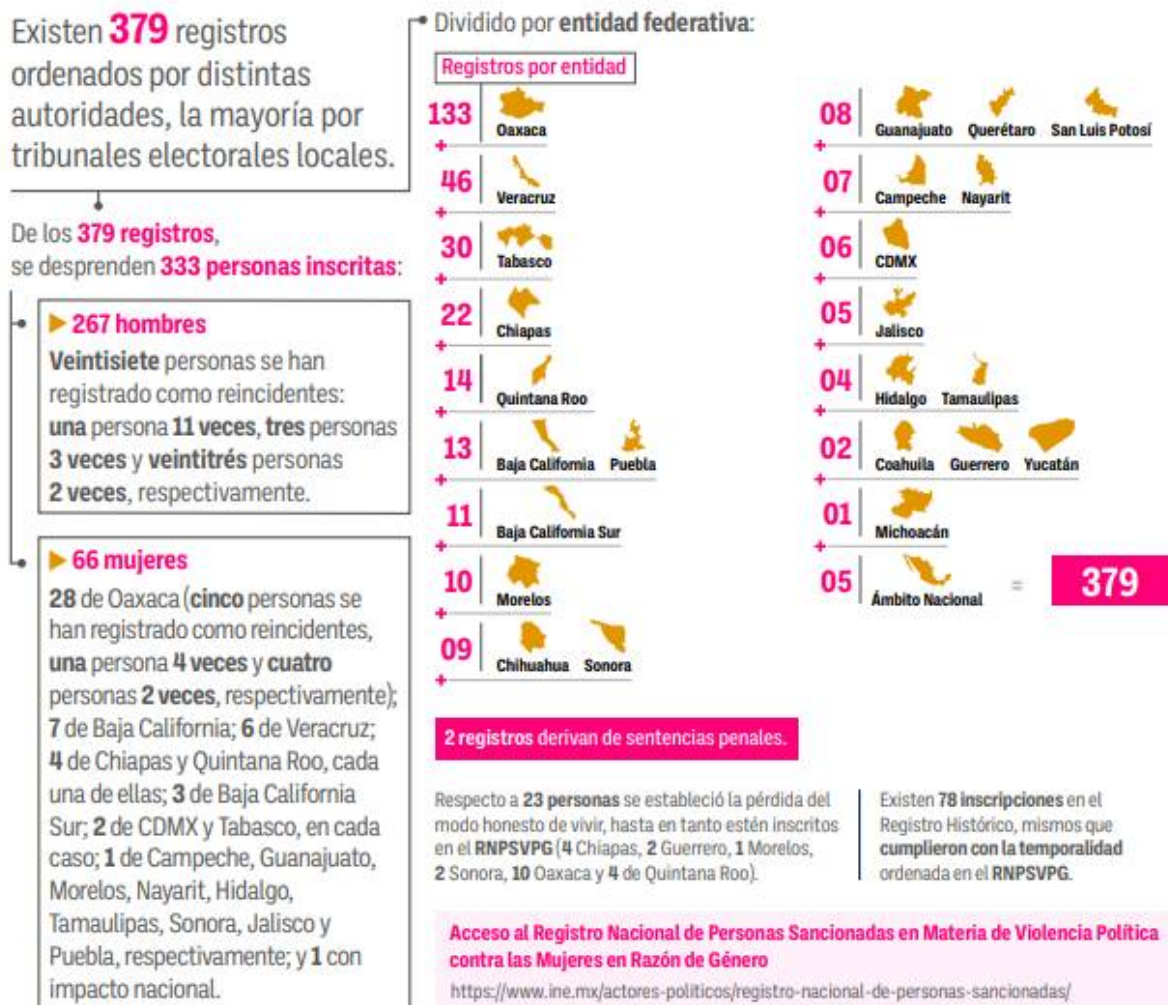 Existen 379 registros
ordenados por distintas
autoridades, la mayoría por
tribunales electorales locales.
De los 379 registros,
se desprenden 333 personas inscritas:
267 hombres
Veintisiete personas se han
registrado como reincidentes:
una persona 11 veces, tres personas
3 veces y veintitrés personas
2 veces, respectivamente.
66 mujeres
28 de Oaxaca (cinco personas se
han registrado como reincidentes,
una persona 4 veces y cuatro
personas 2 veces, respectivamente);
7 de Baja California; 6 de Veracruz;
4 de Chiapas y Quintana Roo, cada
una de ellas; 3 de Baja California
Sur; 2 de CDMX y Tabasco, en cada
caso; 1 de Campeche, Guanajuato,
Morelos, Nayarit, Hidalgo,
Tamaulipas, Sonora, Jalisco y
Puebla, respectivamente; y 1 con
impacto nacional.
Dividido por entidad federativa:
Registros por entidad
133 Oaxaca
+
46 Veracruz
+
30 Tabasco
+
22 Chiapas
+
14 Quintana Roo
+
13 Baja California Puebla
+
11 Baja California Sur
+
10 Morelos
+
09 Chihuahua Sonora
+
08 Guanajuato Querétaro San Luis Potosí
+
07 Campeche Nayarit
+
06 CDMX
+
05 Jalisco
+
04 Hidalgo Tamaulipas
+
02 Coahuila Guerrero Yucatán
+
01 Michoacán
+
05 Ámbito Nacional = 379
2 registros derivan de sentencias penales.
Respecto a 23 personas se estableció la pérdida del
modo honesto de vivir, hasta en tanto estén inscritos
en el RNPSVPG (4 Chiapas, 2 Guerrero, 1 Morelos,
2 Sonora, 10 Oaxaca y 4 de Quintana Roo).
Existen 78 inscripciones en el
Registro Histórico, mismos que
cumplieron con la temporalidad
ordenada en el RNPSVPG.
Acceso al Registro Nacional de Personas Sancionadas en Materia de Violencia Política
contra las Mujeres en Razón de Género
https://www.ine.mx/actores-politicos/registro-nacional-de-personas-sancionadas/